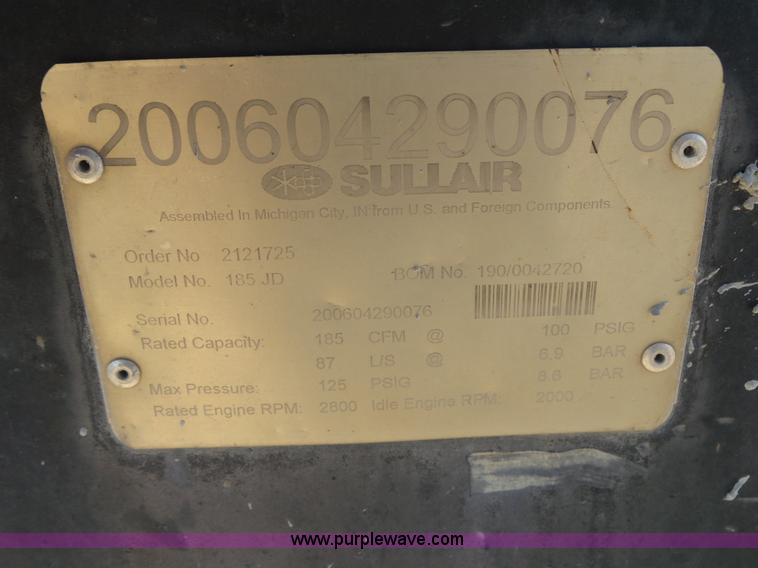 200604290076
SULLAIR
Assembled In Michigan City, IN from U.S. and Foreign Components
Order No 2121725
Model No. 185 JD BOM No. 190/0042720
Serial No. 200604290076
Rated Capacity: 185 CFM @ 100 PSIG
87 L/S @ 6.9 BAR
Max Pressure: 125 PSIG 8.6 BAR
Rated Engine RPM: 2800 Idle Engine RPM: 2000
www.purplewave.com